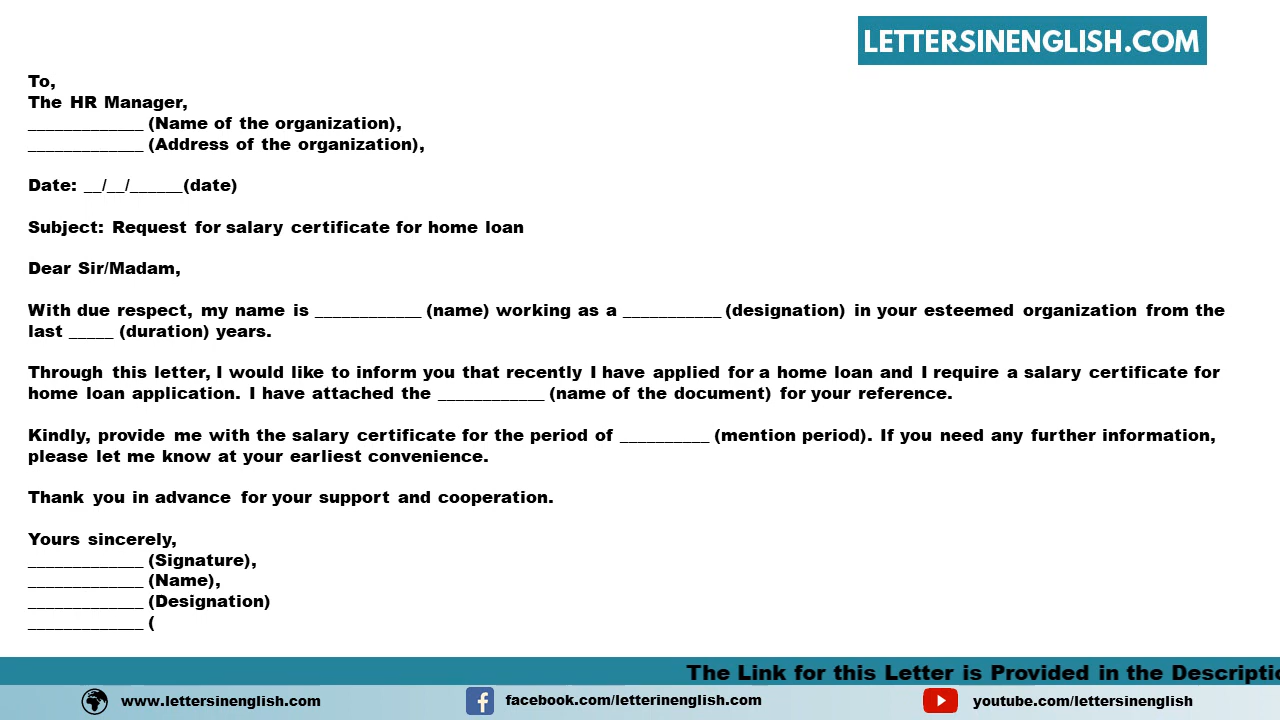 LETTERSINENGLISH.COM
To,
The HR Manager,
_____________ (Name of the organization),
_____________ (Address of the organization),
Date: __/__/______(date)
Subject: Request for salary certificate for home loan
Dear Sir/Madam,
With due respect, my name is ____________ (name) working as a ___________ (designation) in your esteemed organization from the
last _____ (duration) years.
Through this letter, I would like to inform you that recently I have applied for a home loan and I require a salary certificate for
home loan application. I have attached the ____________ (name of the document) for your reference.
Kindly, provide me with the salary certificate for the period of __________ (mention period). If you need any further information,
please let me know at your earliest convenience.
Thank you in advance for your support and cooperation.
Yours sincerely,
_____________ (Signature),
_____________ (Name),
_____________ (Designation)
_____________ (
The Link for this Letter is Provided in the Descriptio
www.lettersinenglish.com
facebook.com/letterinenglish.com
youtube.com/lettersinenglish